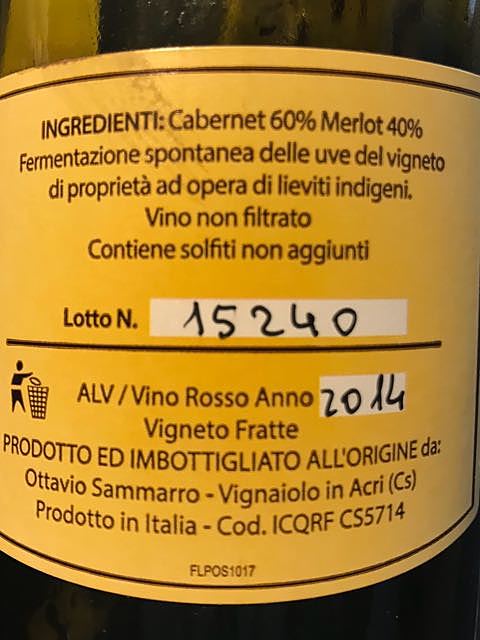 INGREDIENTI: Cabernet 60% Merlot 40%
Fermentazione spontanea delle uve del vigneto
di proprietà ad opera di lieviti indigeni.
Vino non filtrato
Contiene solfiti non aggiunti
Lotto N. 15240
ALV / Vino Rosso Anno 2014
Vigneto Fratte
PRODOTTO ED IMBOTTIGLIATO ALL'ORIGINE da:
Ottavio Sammarro - Vignaiolo in Acri (Cs)
Prodotto in Italia - Cod. ICQRF CS5714
FLPOS1017